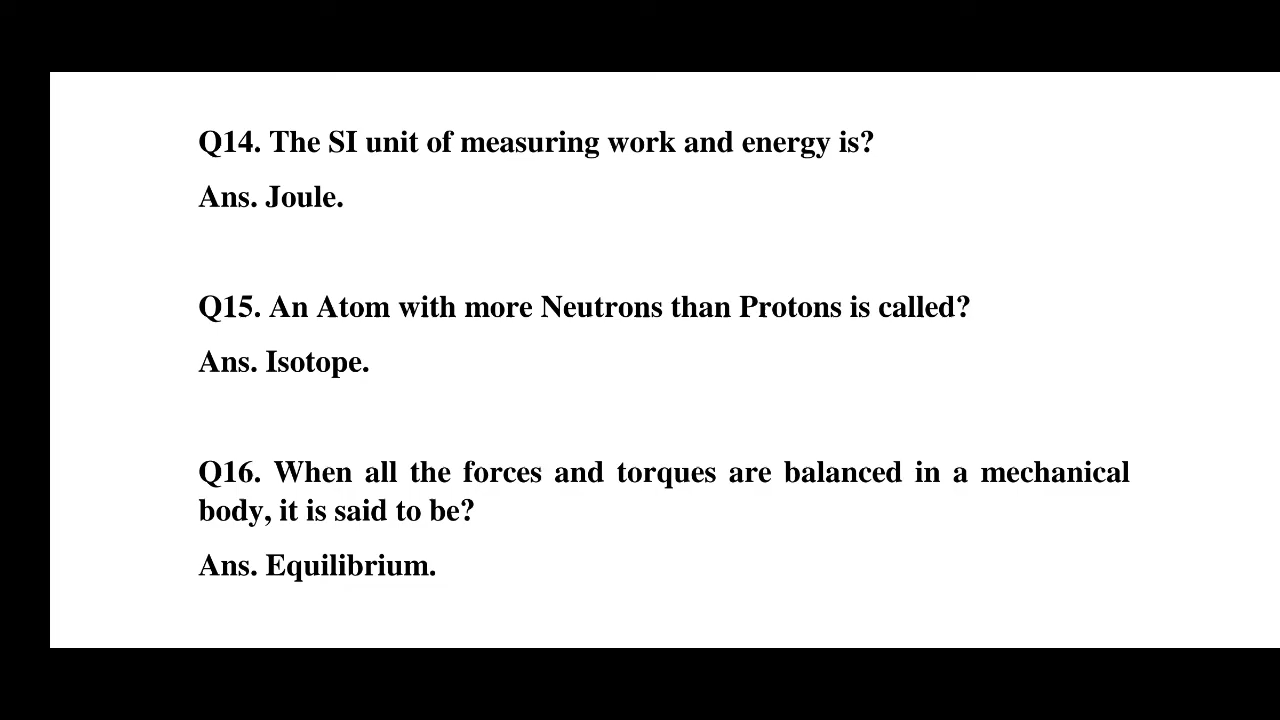 Q14. The SI unit of measuring work and energy is?
Ans. Joule.
Q15. An Atom with more Neutrons than Protons is called?
Ans. Isotope.
Q16. When all the forces and torques are balanced in a mechanical
body, it is said to be?
Ans. Equilibrium.